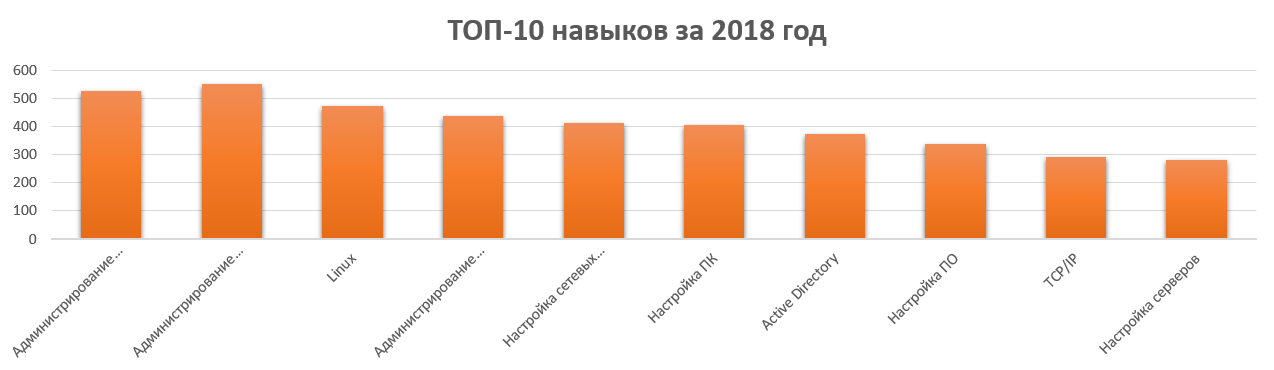 ТОП-10 навыков за 2018 год
600
500
400
300
200
100
0
Администрирование...
Администрирование...
Linux
Администрирование...
Настройка сетевых...
Настройка ПК
Active Directory
Настройка ПО
TCP/IP
Настройка серверов